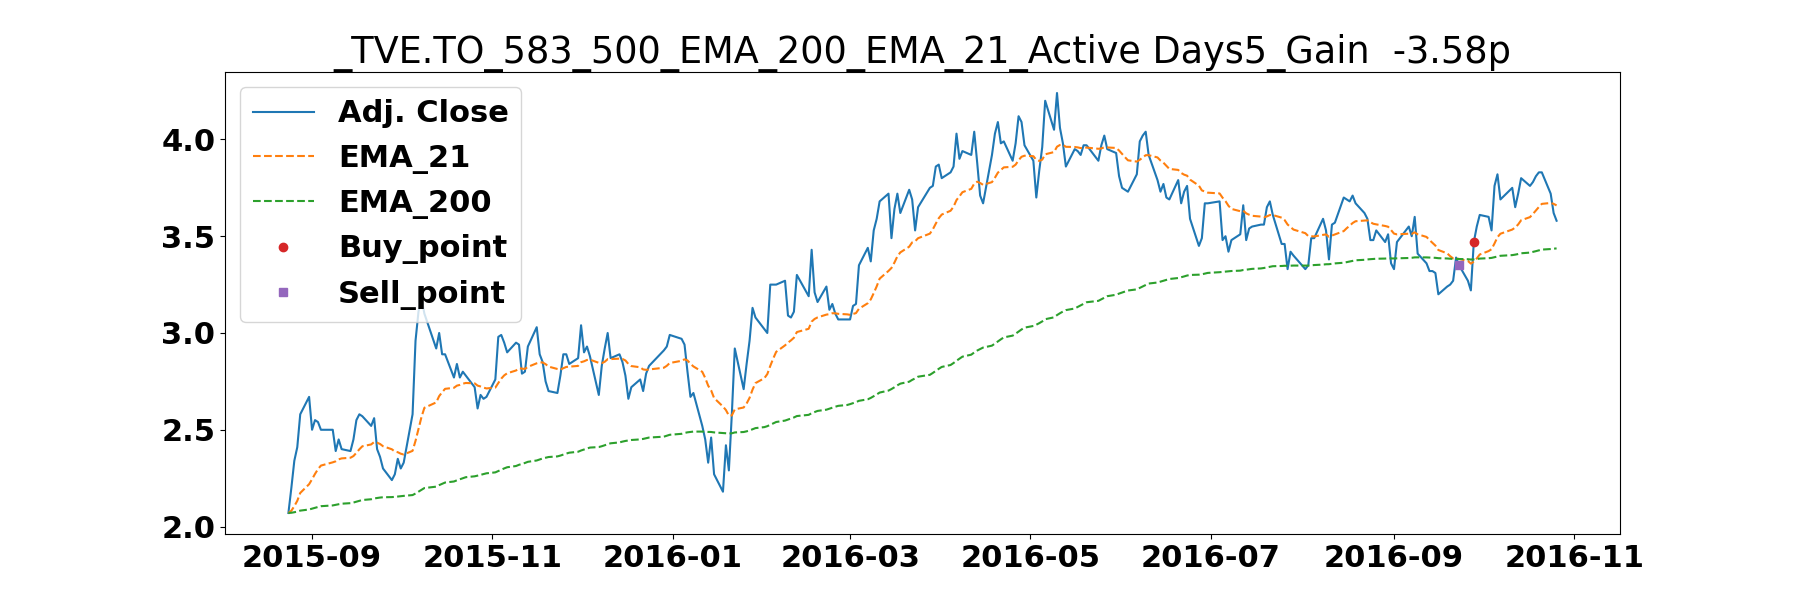 _TVE.TO_583_500_EMA_200_EMA_21_Active Days5_Gain  -3.58p
Adj. Close
EMA_21
EMA_200
Buy_point
Sell_point
4.0
3.5
3.0
2.5
2.0
2015-09 2015-11 2016-01 2016-03 2016-05 2016-07 2016-09 2016-11